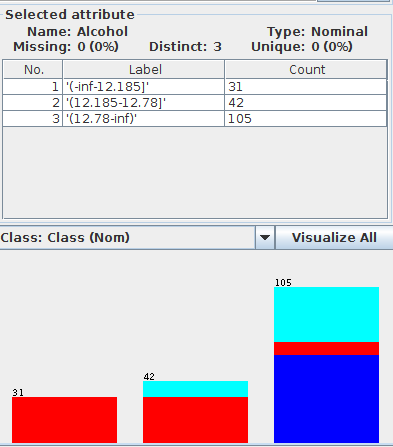 Selected attribute
Name: Alcohol Type: Nominal
Missing: 0 (0%) Distinct: 3 Unique: 0 (0%)
No. Label Count
1 '(-inf-12.185]' 31
2 '(12.185-12.78]' 42
3 '(12.78-inf)' 105
Class: Class (Nom) Visualize All
105
42
31